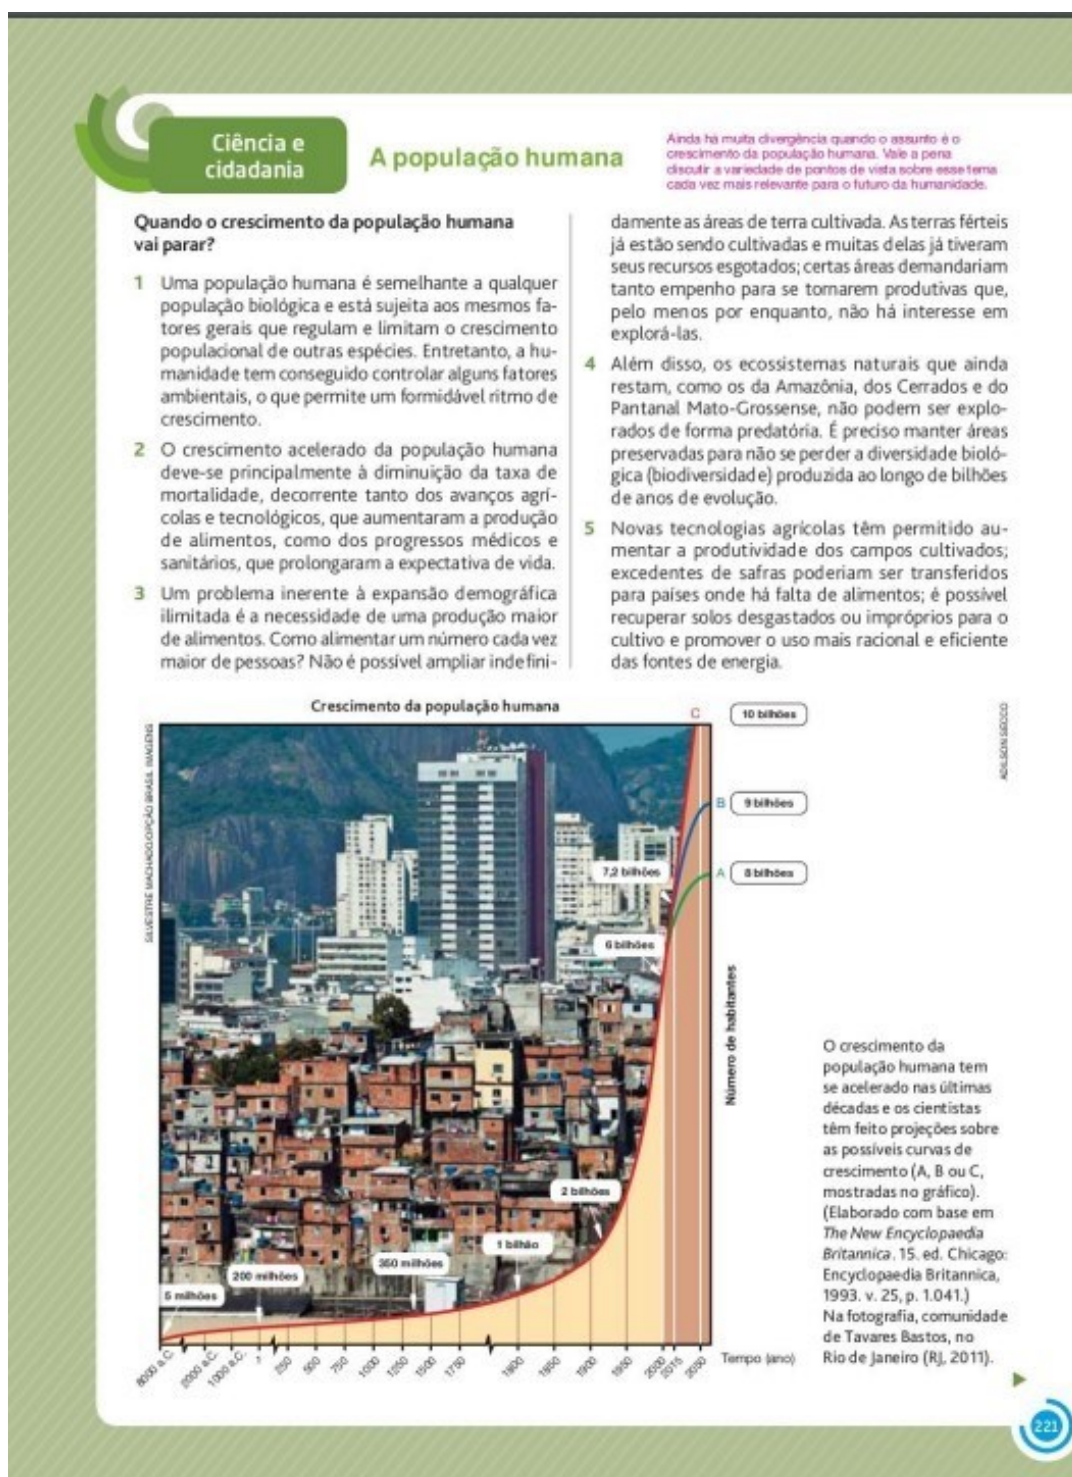 Ciência e
cidadania
A população humana
Ainda há muita divergência quando o assunto é o
crescimento da população humana. Vale a pena
discutir a variedade de pontos de vista sobre esse tema
cada vez mais relevante para o futuro da humanidade.
Quando o crescimento da população humana
vai parar?
1 Uma população humana é semelhante a qualquer
população biológica e está sujeita aos mesmos fa-
tores gerais que regulam e limitam o crescimento
populacional de outras espécies. Entretanto, a hu-
manidade tem conseguido controlar alguns fatores
ambientais, o que permite um formidável ritmo de
crescimento.
2 O crescimento acelerado da população humana
deve-se principalmente à diminuição da taxa de
mortalidade, decorrente tanto dos avanços agrí-
colas e tecnológicos, que aumentaram a produção
de alimentos, como dos progressos médicos e
sanitários, que prolongaram a expectativa de vida.
3 Um problema inerente à expansão demográfica
ilimitada é a necessidade de uma produção maior
de alimentos. Como alimentar um número cada vez
maior de pessoas? Não é possível ampliar indefini-
damente as áreas de terra cultivada. As terras férteis
já estão sendo cultivadas e muitas delas já tiveram
seus recursos esgotados; certas áreas demandariam
tanto empenho para se tornarem produtivas que,
pelo menos por enquanto, não há interesse em
explorá-las.
4 Além disso, os ecossistemas naturais que ainda
restam, como os da Amazônia, dos Cerrados e do
Pantanal Mato-Grossense, não podem ser explo-
rados de forma predatória. É preciso manter áreas
preservadas para não se perder a diversidade bioló-
gica (biodiversidade) produzida ao longo de bilhões
de anos de evolução.
5 Novas tecnologias agrícolas têm permitido au-
mentar a produtividade dos campos cultivados;
excedentes de safras poderiam ser transferidos
para países onde há falta de alimentos; é possível
recuperar solos desgastados ou impróprios para o
cultivo e promover o uso mais racional e eficiente
das fontes de energia.
Crescimento da população humana
SILVESTRE MACHADO/OPÇÃO BRASIL IMAGENS
ADILSON SECCO
C
10 bilhões
B
9 bilhões
7,2 bilhões
A
8 bilhões
6 bilhões
Número de habitantes
2 bilhões
1 bilhão
350 milhões
200 milhões
5 milhões
8000 a.C.
2000 a.C.
1000 a.C.
1
250
500
750
1000
1250
1500
1750
1800
1850
1900
1950
2000
2015
2050
Tempo (ano)
O crescimento da
população humana tem
se acelerado nas últimas
décadas e os cientistas
têm feito projeções sobre
as possíveis curvas de
crescimento (A, B ou C,
mostradas no gráfico).
(Elaborado com base em
The New Encyclopaedia
Britannica. 15. ed. Chicago:
Encyclopaedia Britannica,
1993. v. 25, p. 1.041.)
Na fotografia, comunidade
de Tavares Bastos, no
Rio de Janeiro (RJ, 2011).
221